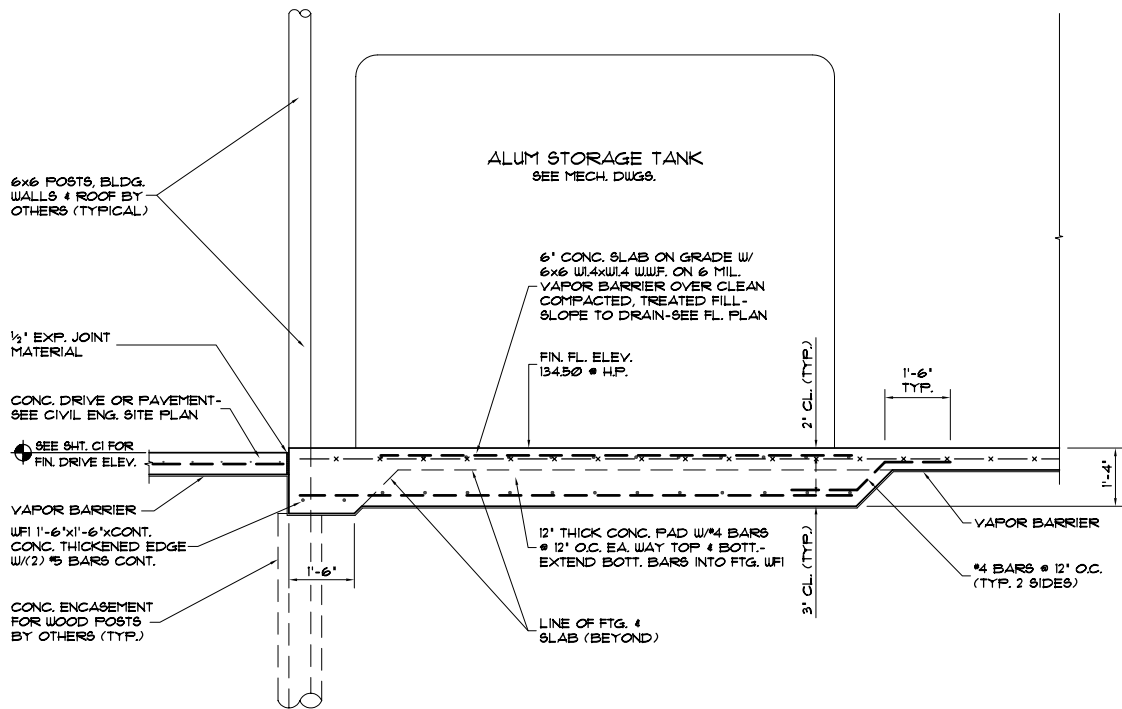 ALUM STORAGE TANK
SEE MECH. DWGS.
6x6 POSTS, BLDG.
WALLS & ROOF BY
OTHERS (TYPICAL)
6" CONC. SLAB ON GRADE W/
6x6 W1.4xW1.4 W.W.F. ON 6 MIL.
VAPOR BARRIER OVER CLEAN
COMPACTED, TREATED FILL-
SLOPE TO DRAIN-SEE FL. PLAN
½" EXP. JOINT
MATERIAL
FIN. FL. ELEV.
134.50 @ H.P.
2" CL. (TYP.)
1'-6"
TYP.
CONC. DRIVE OR PAVEMENT-
SEE CIVIL ENG. SITE PLAN
SEE SHT. C1 FOR
FIN. DRIVE ELEV.
1'-4"
VAPOR BARRIER
WF1 1'-6"x1'-6"xCONT.
CONC. THICKENED EDGE
W/(2) #5 BARS CONT.
1'-6"
12" THICK CONC. PAD W/#4 BARS
@ 12" O.C. EA. WAY TOP & BOTT.-
EXTEND BOTT. BARS INTO FTG. WF1
3" CL. (TYP.)
VAPOR BARRIER
#4 BARS @ 12" O.C.
(TYP. 2 SIDES)
CONC. ENCASEMENT
FOR WOOD POSTS
BY OTHERS (TYP.)
LINE OF FTG. &
SLAB (BEYOND)